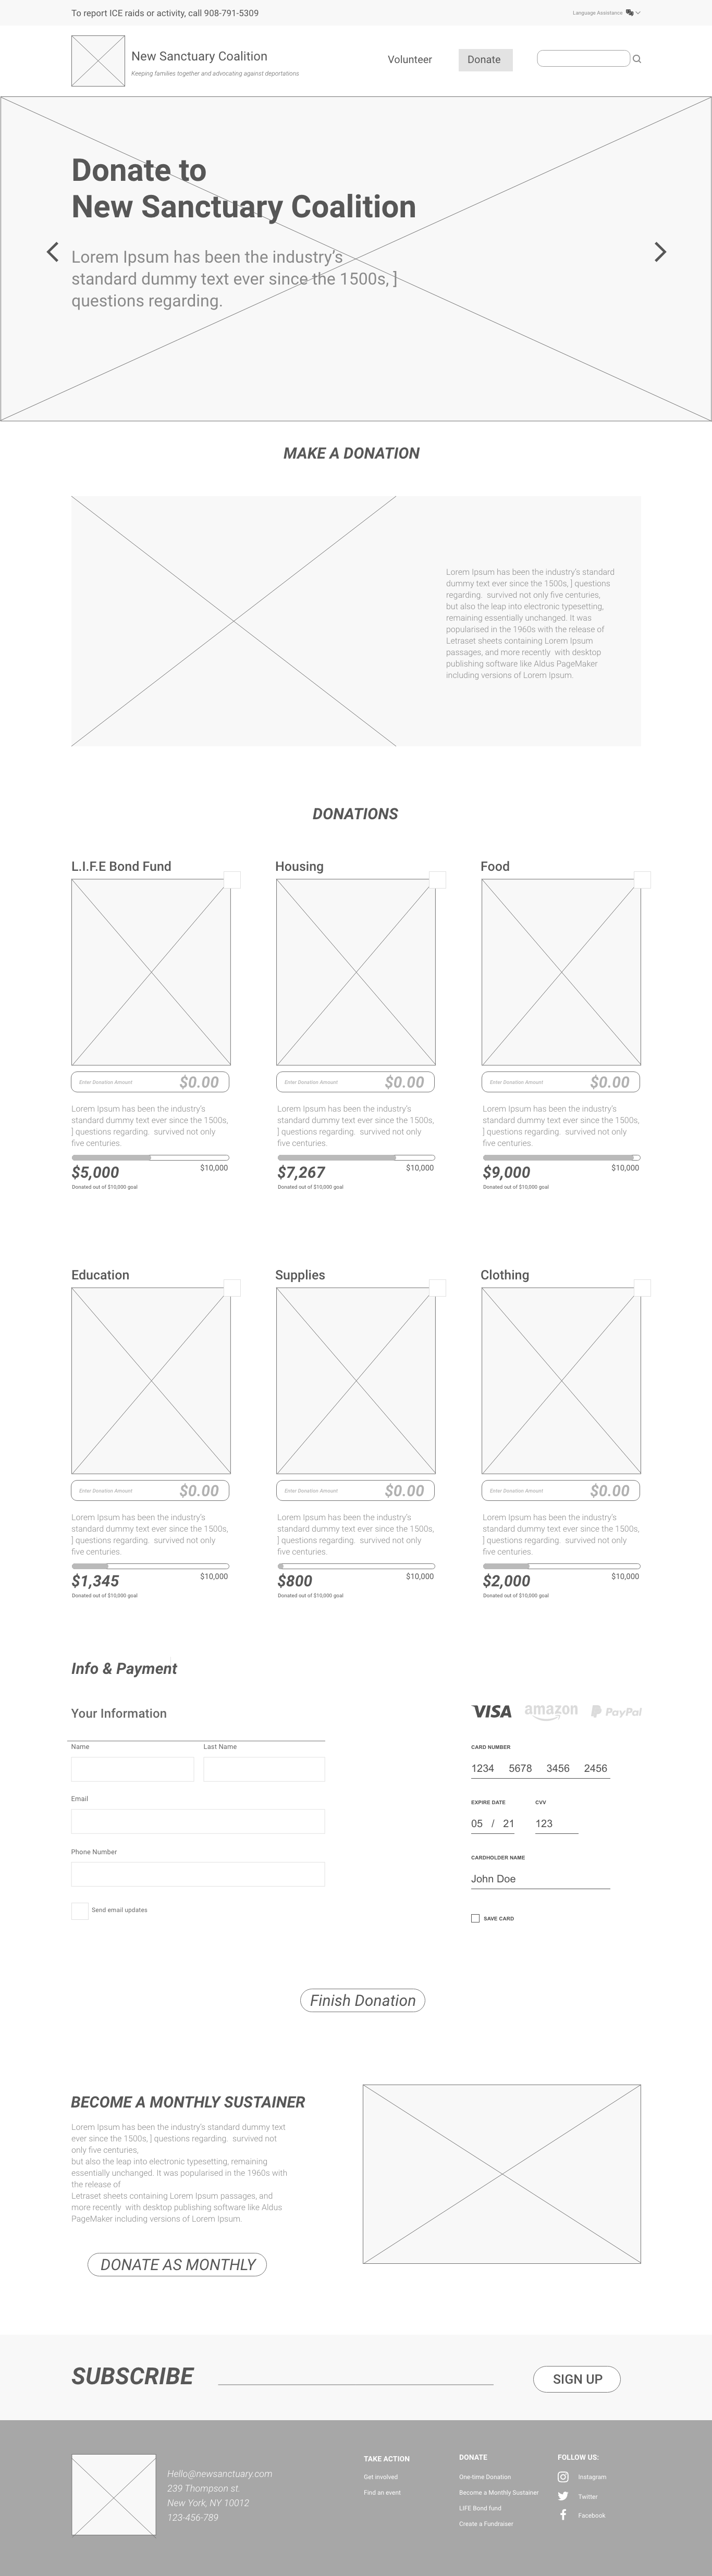 To report ICE raids or activity, call 908-791-5309
Language Assistance
New Sanctuary Coalition
Keeping families together and advocating against deportations
Volunteer
Donate
Donate to
New Sanctuary Coalition
Lorem Ipsum has been the industry's
standard dummy text ever since the 1500s, ]
questions regarding.
MAKE A DONATION
Lorem Ipsum has been the industry's standard
dummy text ever since the 1500s, ] questions
regarding. survived not only five centuries,
but also the leap into electronic typesetting,
remaining essentially unchanged. It was
popularised in the 1960s with the release of
Letraset sheets containing Lorem Ipsum
passages, and more recently with desktop
publishing software like Aldus PageMaker
including versions of Lorem Ipsum.
DONATIONS
L.I.F.E Bond Fund
Enter Donation Amount
$0.00
Lorem Ipsum has been the industry's
standard dummy text ever since the 1500s,
] questions regarding. survived not only
five centuries.
$5,000
$10,000
Donated out of $10,000 goal
Housing
Enter Donation Amount
$0.00
Lorem Ipsum has been the industry's
standard dummy text ever since the 1500s,
] questions regarding. survived not only
five centuries.
$7,267
$10,000
Donated out of $10,000 goal
Food
Enter Donation Amount
$0.00
Lorem Ipsum has been the industry's
standard dummy text ever since the 1500s,
] questions regarding. survived not only
five centuries.
$9,000
$10,000
Donated out of $10,000 goal
Education
Enter Donation Amount
$0.00
Lorem Ipsum has been the industry's
standard dummy text ever since the 1500s,
] questions regarding. survived not only
five centuries.
$1,345
$10,000
Donated out of $10,000 goal
Supplies
Enter Donation Amount
$0.00
Lorem Ipsum has been the industry's
standard dummy text ever since the 1500s,
] questions regarding. survived not only
five centuries.
$800
$10,000
Donated out of $10,000 goal
Clothing
Enter Donation Amount
$0.00
Lorem Ipsum has been the industry's
standard dummy text ever since the 1500s,
] questions regarding. survived not only
five centuries.
$2,000
$10,000
Donated out of $10,000 goal
Info & Payment
Your Information
Name
Last Name
Email
Phone Number
Send email updates
VISA
amazon
PayPal
CARD NUMBER
1234 5678 3456 2456
EXPIRE DATE
CVV
05 / 21
123
CARDHOLDER NAME
John Doe
SAVE CARD
Finish Donation
BECOME A MONTHLY SUSTAINER
Lorem Ipsum has been the industry's standard dummy text
ever since the 1500s, ] questions regarding. survived not
only five centuries,
but also the leap into electronic typesetting, remaining
essentially unchanged. It was popularised in the 1960s with
the release of
Letraset sheets containing Lorem Ipsum passages, and
more recently with desktop publishing software like Aldus
PageMaker including versions of Lorem Ipsum.
DONATE AS MONTHLY
SUBSCRIBE
SIGN UP
Hello@newsanctuary.com
239 Thompson st.
New York, NY 10012
123-456-789
TAKE ACTION
Get involved
Find an event
DONATE
One-time Donation
Become a Monthly Sustainer
LIFE Bond fund
Create a Fundraiser
FOLLOW US:
Instagram
Twitter
Facebook